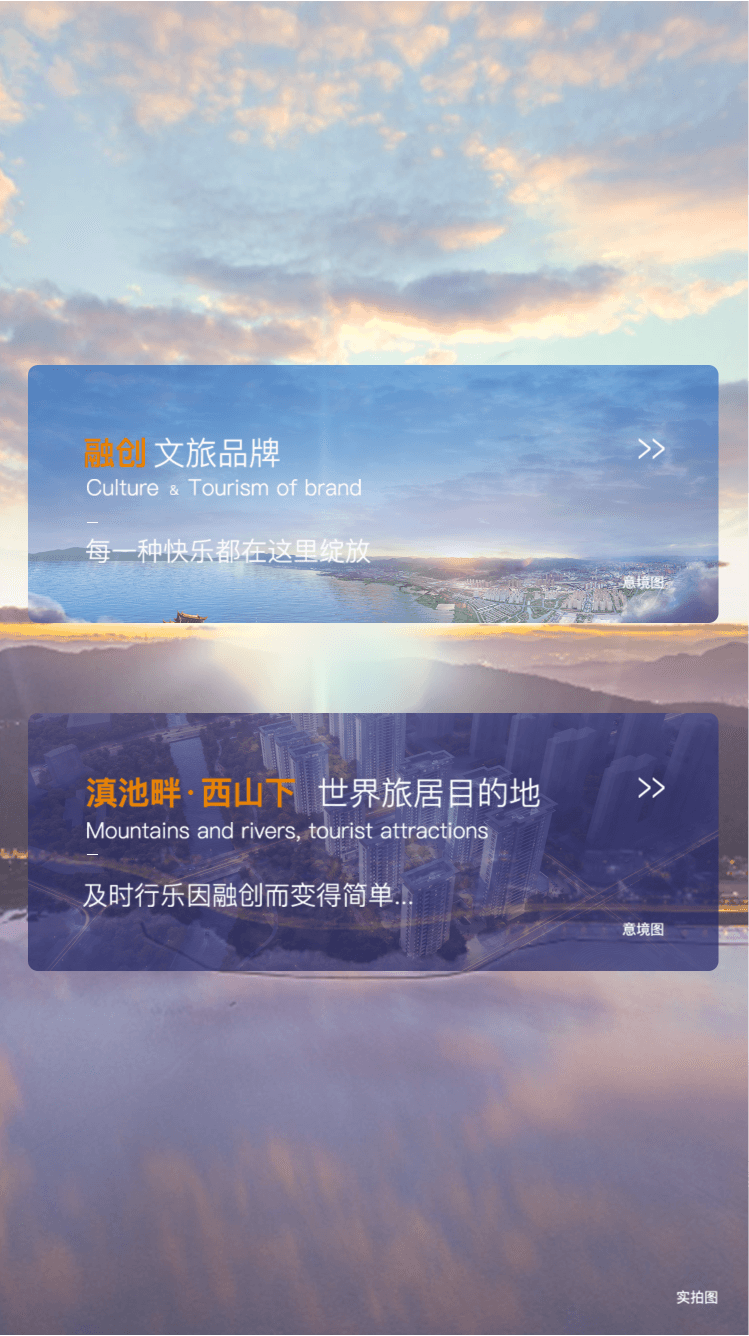 融创 文旅品牌
Culture & Tourism of brand
每一种快乐都在这里绽放
意境图
滇池畔·西山下 世界旅居目的地
Mountains and rivers, tourist attractions
及时行乐因融创而变得简单...
意境图
实拍图